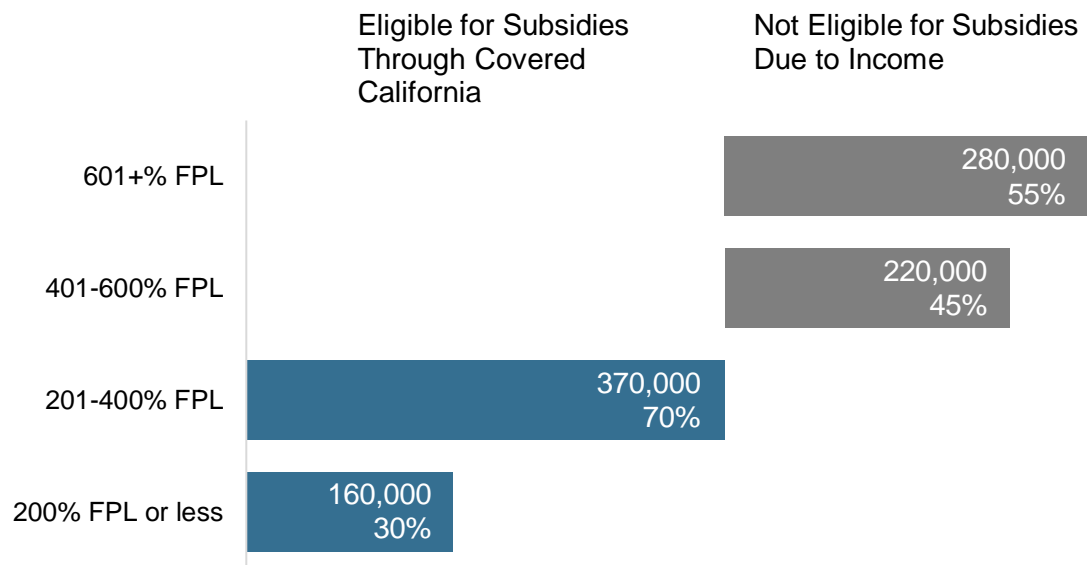 Eligible for Subsidies
Through Covered
California
Not Eligible for Subsidies
Due to Income
601+% FPL
280,000
55%
401-600% FPL
220,000
45%
201-400% FPL
370,000
70%
200% FPL or less
160,000
30%